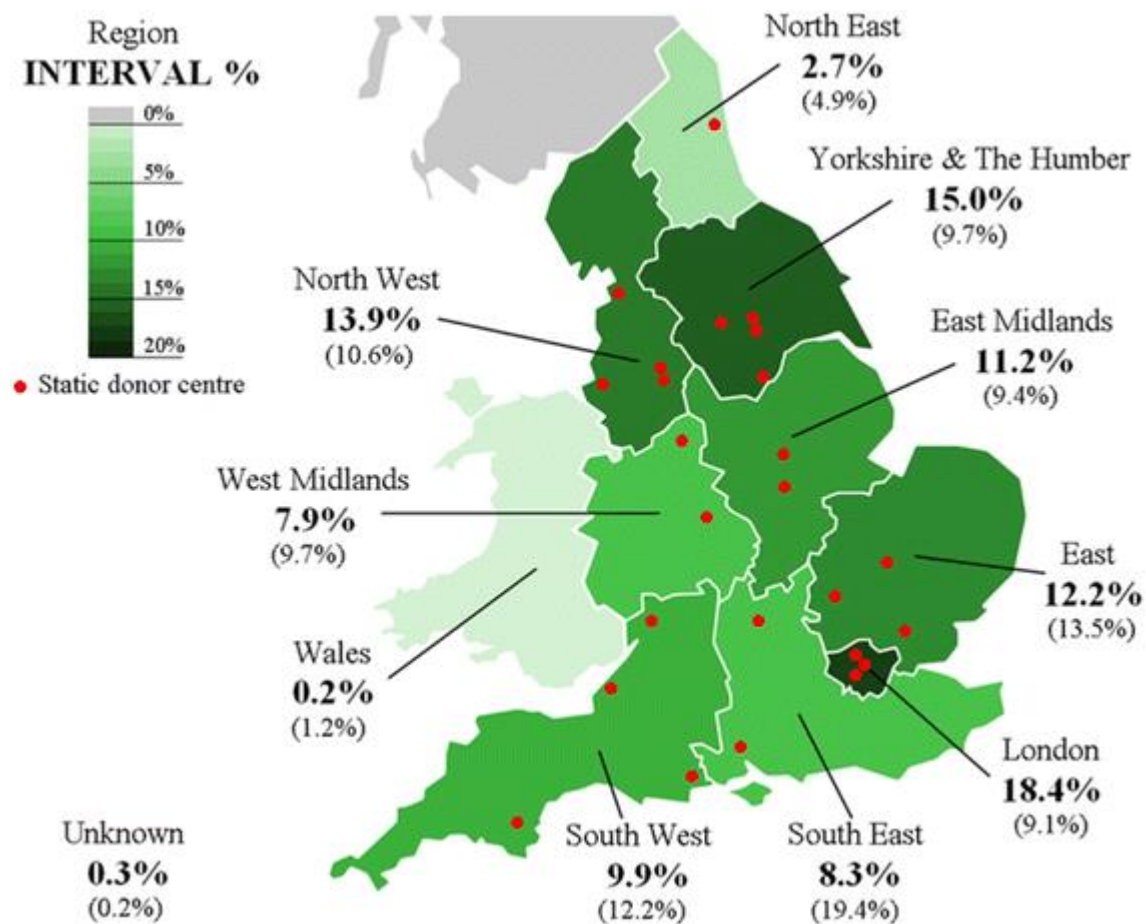 Region
INTERVAL %
0%
5%
10%
15%
20%
Static donor centre
North East
2.7%
(4.9%)
Yorkshire & The Humber
15.0%
(9.7%)
North West
13.9%
(10.6%)
East Midlands
11.2%
(9.4%)
West Midlands
7.9%
(9.7%)
East
12.2%
(13.5%)
Wales
0.2%
(1.2%)
London
18.4%
(9.1%)
Unknown
0.3%
(0.2%)
South West
9.9%
(12.2%)
South East
8.3%
(19.4%)